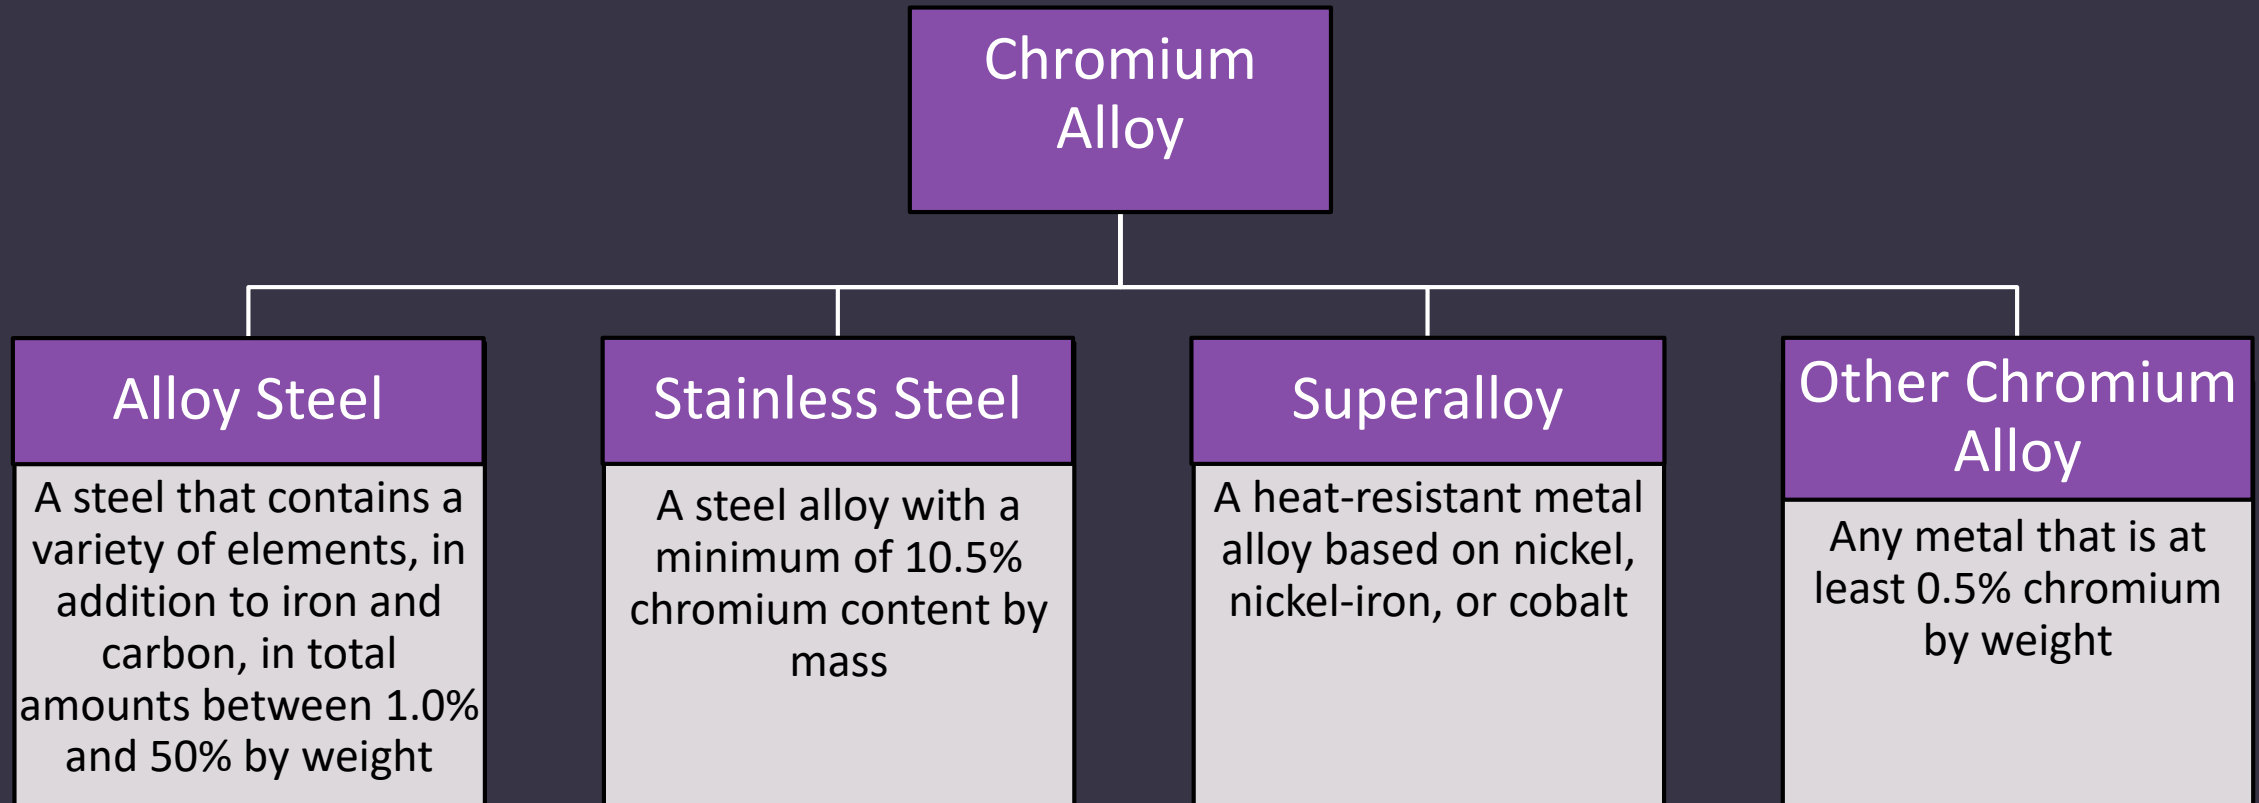 Chromium
Alloy
Alloy Steel
A steel that contains a
variety of elements, in
addition to iron and
carbon, in total
amounts between 1.0%
and 50% by weight
Stainless Steel
A steel alloy with a
minimum of 10.5%
chromium content by
mass
Superalloy
A heat-resistant metal
alloy based on nickel,
nickel-iron, or cobalt
Other Chromium
Alloy
Any metal that is at
least 0.5% chromium
by weight